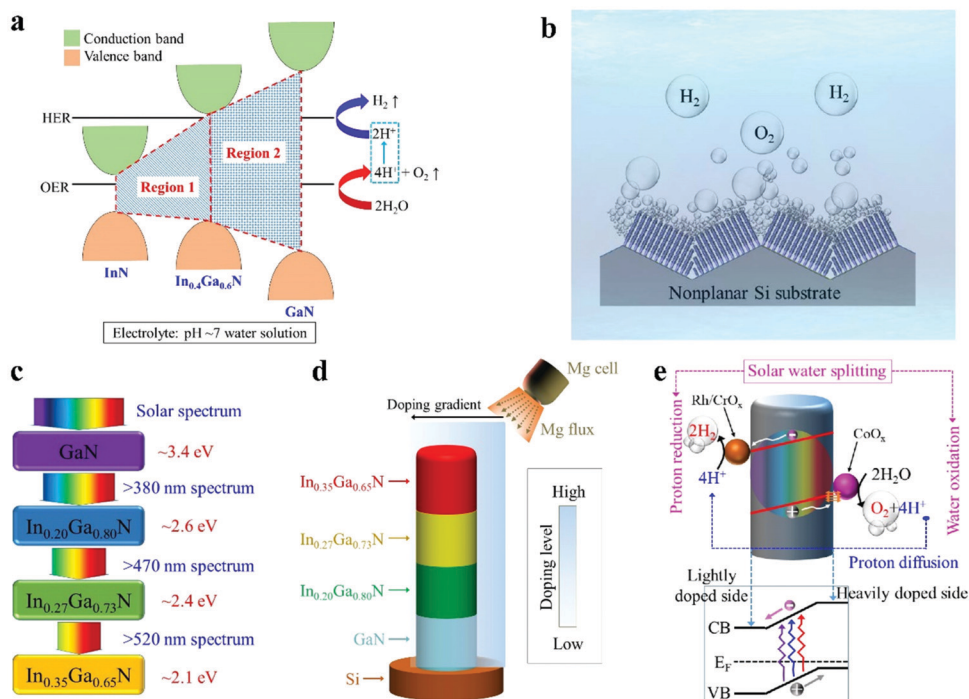 a
Conduction band
Valence band
HER
OER
H₂ ↑
2H⁺
4H⁺ + O₂ ↑
2H₂O
Region 1
Region 2
InN
In₀.₄Ga₀.₆N
GaN
Electrolyte: pH ~7 water solution
b
H₂
H₂
O₂
Nonplanar Si substrate
c
Solar spectrum
GaN
~3.4 eV
>380 nm spectrum
In₀.₂₀Ga₀.₈₀N
~2.6 eV
>470 nm spectrum
In₀.₂₇Ga₀.₇₃N
~2.4 eV
>520 nm spectrum
In₀.₃₅Ga₀.₆₅N
~2.1 eV
d
Mg cell
Doping gradient
Mg flux
In₀.₃₅Ga₀.₆₅N
In₀.₂₇Ga₀.₇₃N
In₀.₂₀Ga₀.₈₀N
GaN
Si
High
Doping level
Low
e
Solar water splitting
Proton reduction
Rh/CrOₓ
2H₂
4H⁺
CoOₓ
2H₂O
O₂+4H⁺
Water oxidation
Proton diffusion
Lightly
doped side
Heavily doped side
CB
E_F
VB